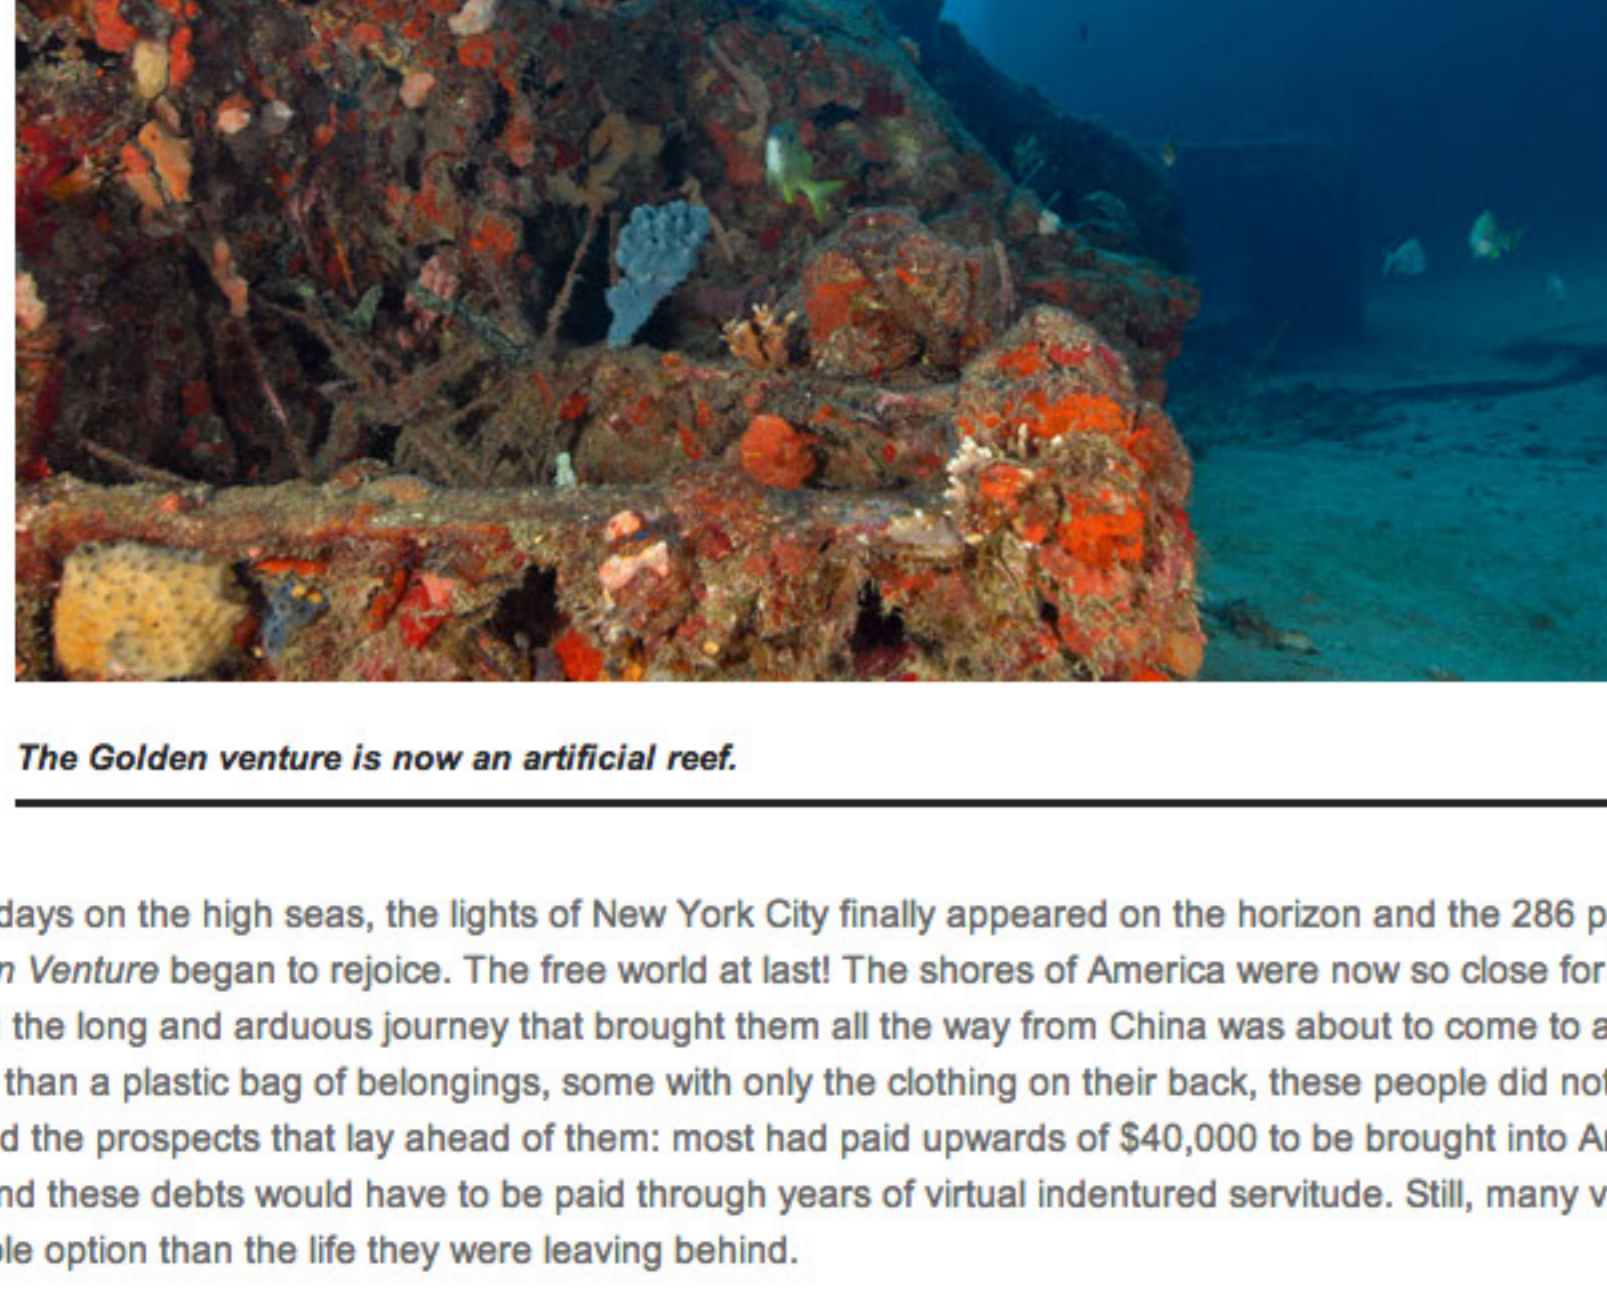 The Golden venture is now an artificial reef.
days on the high seas, the lights of New York City finally appeared on the horizon and the 286 p
n Venture began to rejoice. The free world at last! The shores of America were now so close for
the long and arduous journey that brought them all the way from China was about to come to a
than a plastic bag of belongings, some with only the clothing on their back, these people did not
d the prospects that lay ahead of them: most had paid upwards of $40,000 to be brought into A
nd these debts would have to be paid through years of virtual indentured servitude. Still, many v
le option than the life they were leaving behind.